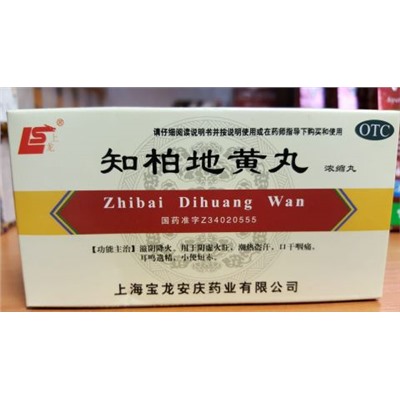 LS
上
龙
请仔细阅读说明书并按说明使用或在药师指导下购买和使用
OTC
知柏地黄丸
浓缩丸
Zhibai Dihuang Wan
国药准字Z34020555
【功能主治】滋阴降火。用于阴虚火旺，潮热盗汗，口干咽痛，
耳鸣遗精，小便短赤。
上海宝龙安庆药业有限公司